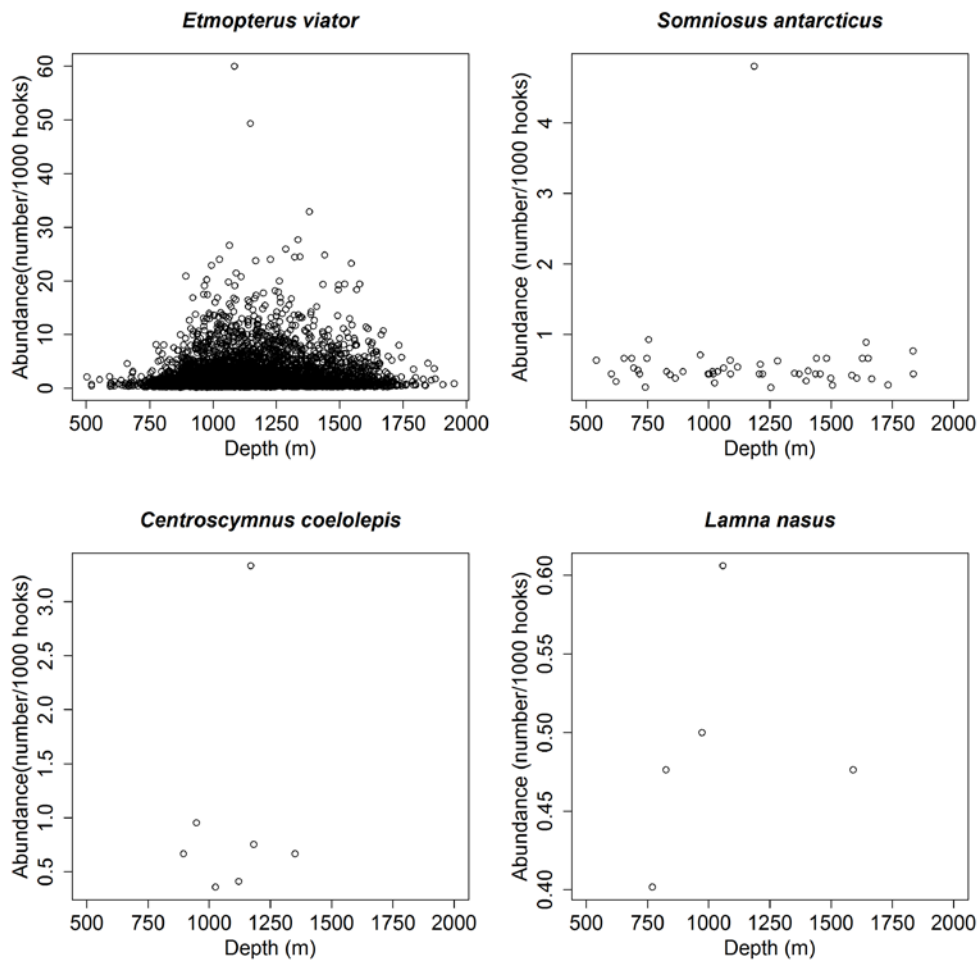 Etmopterus viator
Abundance(number/1000 hooks)
0 10 20 30 40 50 60
500 750 1000 1250 1500 1750 2000
Depth (m)
Somniosus antarcticus
Abundance (number/1000 hooks)
1 2 3 4
500 750 1000 1250 1500 1750 2000
Depth (m)
Centroscymnus coelolepis
Abundance(number/1000 hooks)
0.5 1.0 1.5 2.0 2.5 3.0
500 750 1000 1250 1500 1750 2000
Depth (m)
Lamna nasus
Abundance (number/1000 hooks)
0.40 0.45 0.50 0.55 0.60
500 750 1000 1250 1500 1750 2000
Depth (m)